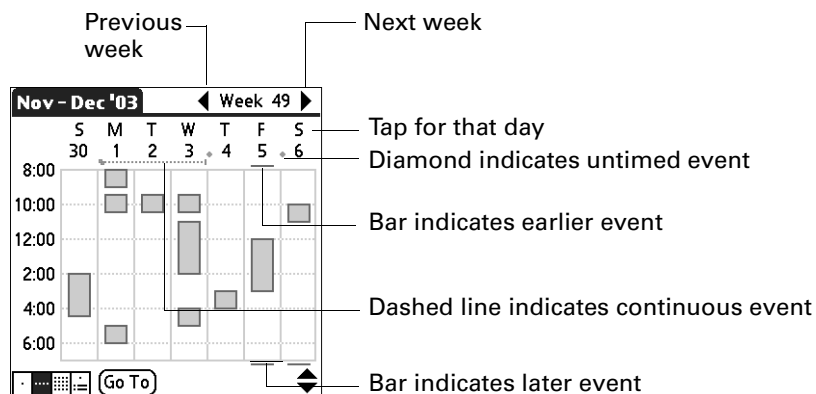 Previous week
Next week
Nov - Dec '03
Week 49
S M T W T F S
30 1 2 3 4 5 6
Tap for that day
Diamond indicates untimed event
8:00
10:00
Bar indicates earlier event
12:00
2:00
4:00
Dashed line indicates continuous event
6:00
Go To
Bar indicates later event